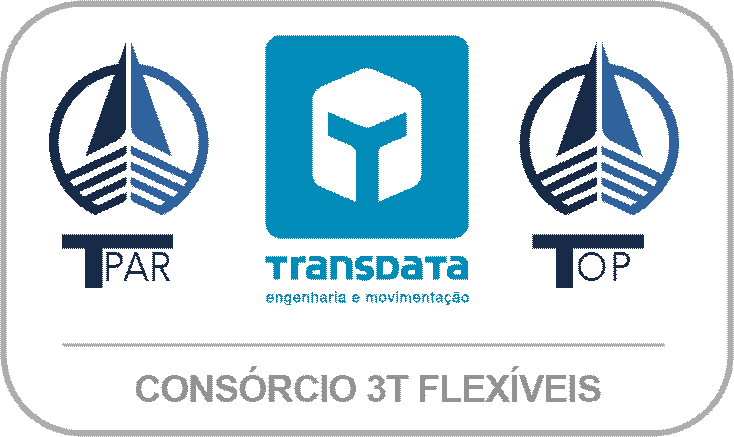 TPAR
TRANSDATA
engenharia e movimentação
TOP
CONSÓRCIO 3T FLEXÍVEIS